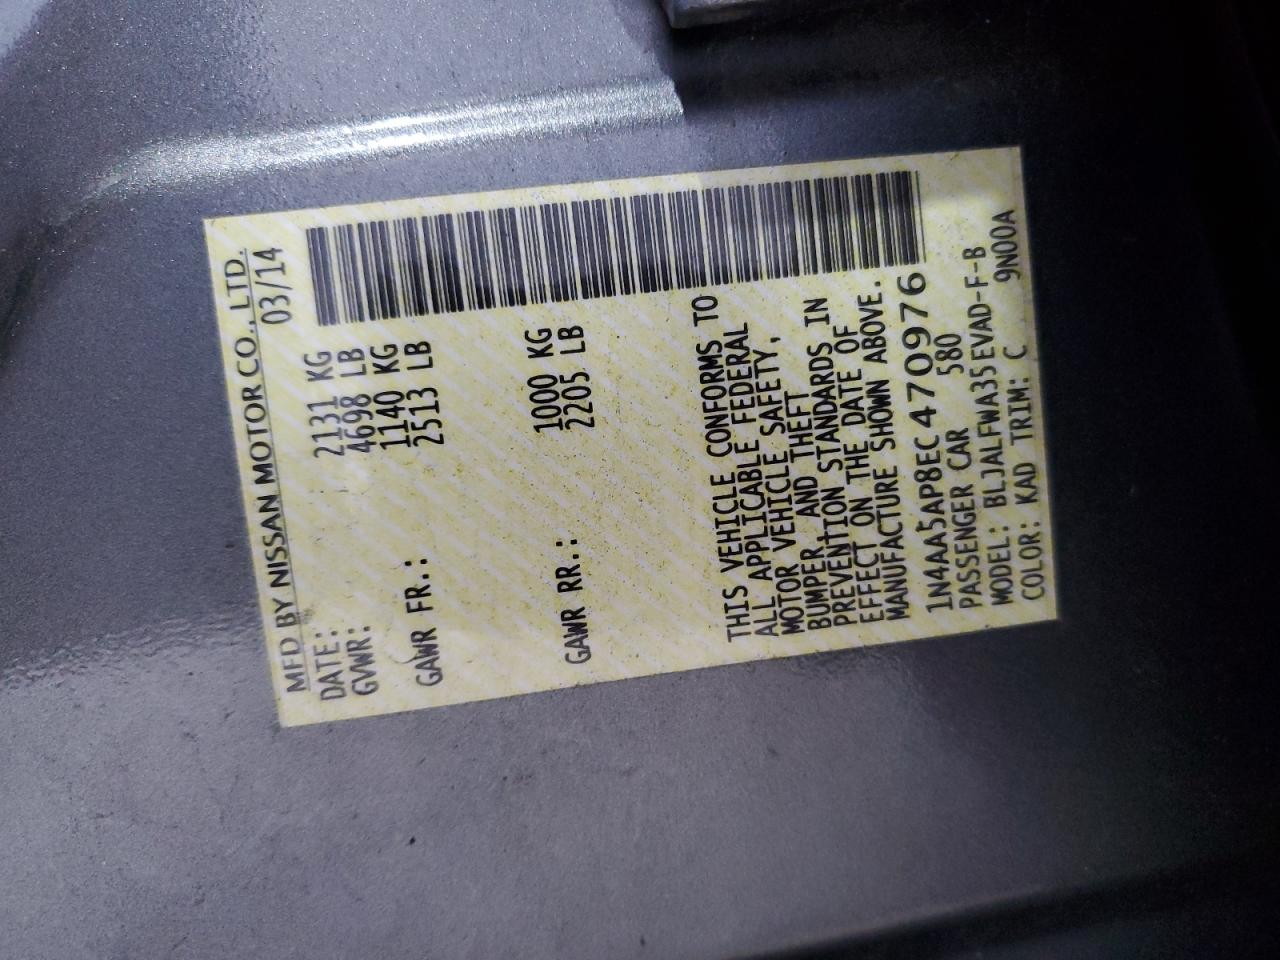 MFD BY NISSAN MOTOR CO., LTD.
DATE: 03/14
GVWR: 2131 KG
4698 LB
GAWR FR.: 1140 KG
2513 LB
GAWR RR.: 1000 KG
2205 LB
THIS VEHICLE CONFORMS TO
ALL APPLICABLE FEDERAL
MOTOR VEHICLE SAFETY,
BUMPER, AND THEFT
PREVENTION STANDARDS IN
EFFECT ON THE DATE OF
MANUFACTURE SHOWN ABOVE.
1N4AA5AP8EC470976
PASSENGER CAR 580
MODEL: BLJALFWA35EVAD-F-B
COLOR: KAD TRIM: C 9N00A